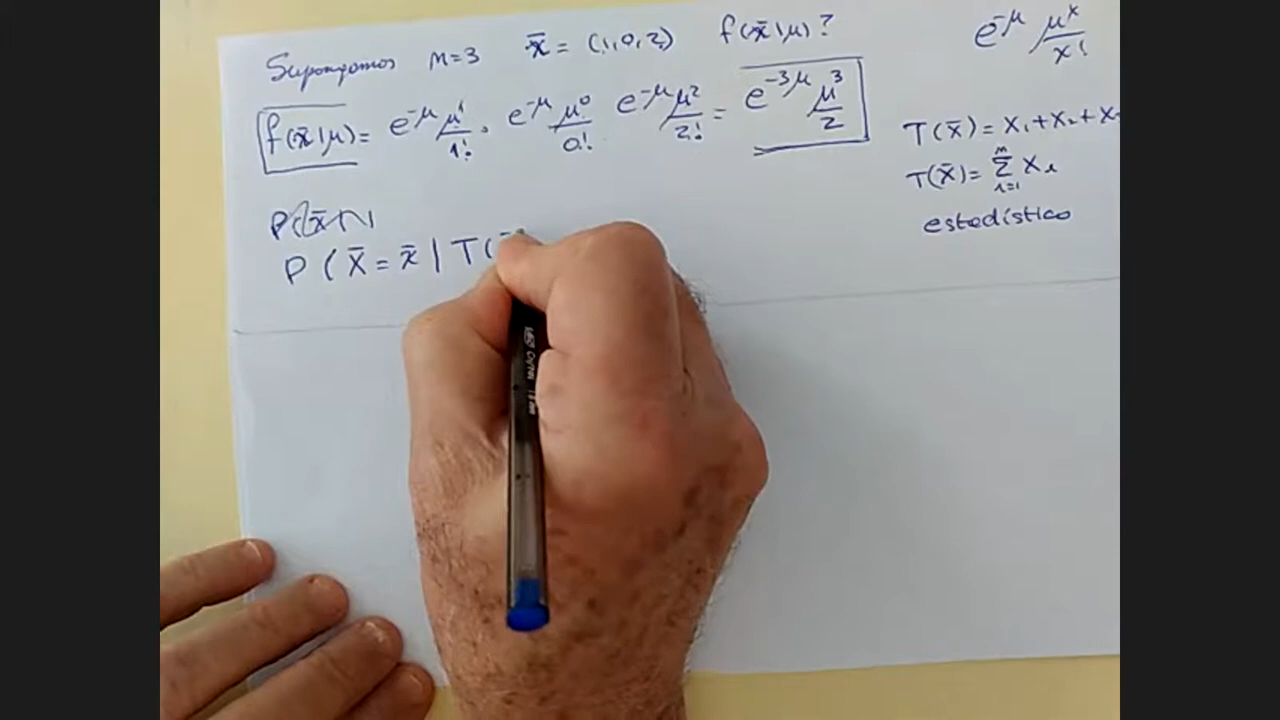 Supongamos n=3 x̄ = (1,0,2) f(x̄|μ)?
e^-μ μ^x/x!
f(x̄|μ) = e^-μ μ^1/1! · e^-μ μ^0/0! · e^-μ μ^2/2! = e^-3μ μ^3/2
T(x̄) = X₁+X₂+X
T(x̄) = Σ_{i=1}^{n} Xᵢ
estadístico
P(X̄ = x̄ | T(